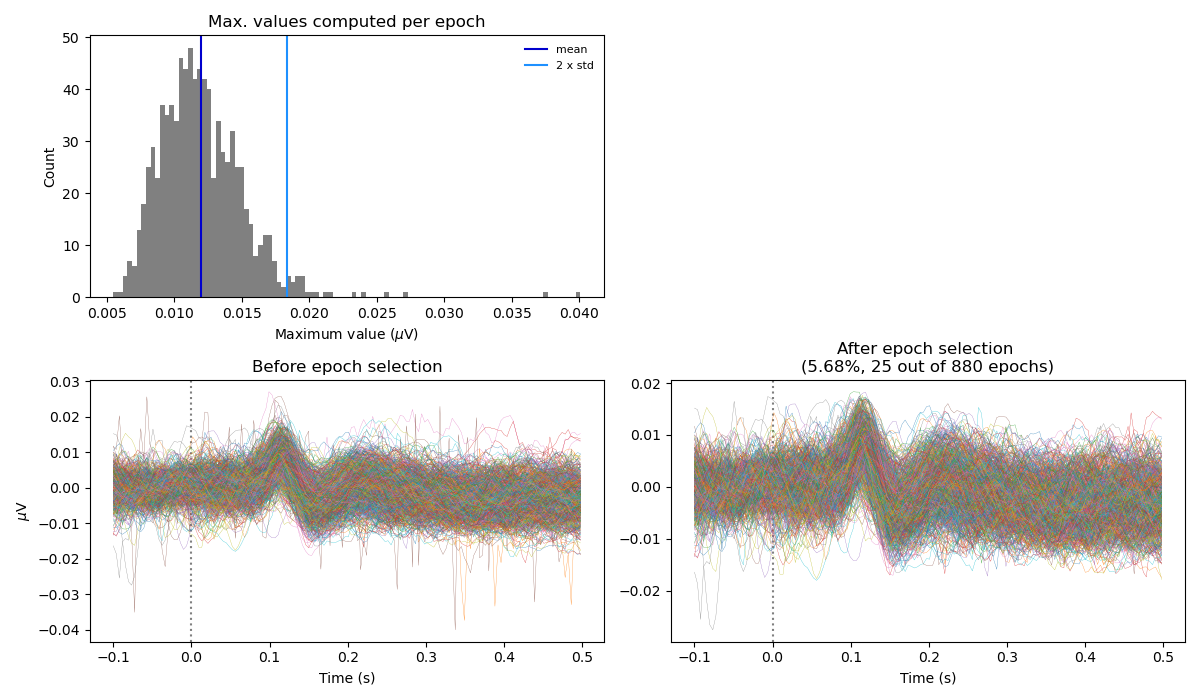 Max. values computed per epoch
50
40
30
20
10
0
Count
mean
2 x std
0.005 0.010 0.015 0.020 0.025 0.030 0.035 0.040
Maximum value (μV)
Before epoch selection
0.03
0.02
0.01
0.00
−0.01
−0.02
−0.03
−0.04
μV
−0.1 0.0 0.1 0.2 0.3 0.4 0.5
Time (s)
After epoch selection
(5.68%, 25 out of 880 epochs)
0.02
0.01
0.00
−0.01
−0.02
−0.1 0.0 0.1 0.2 0.3 0.4 0.5
Time (s)